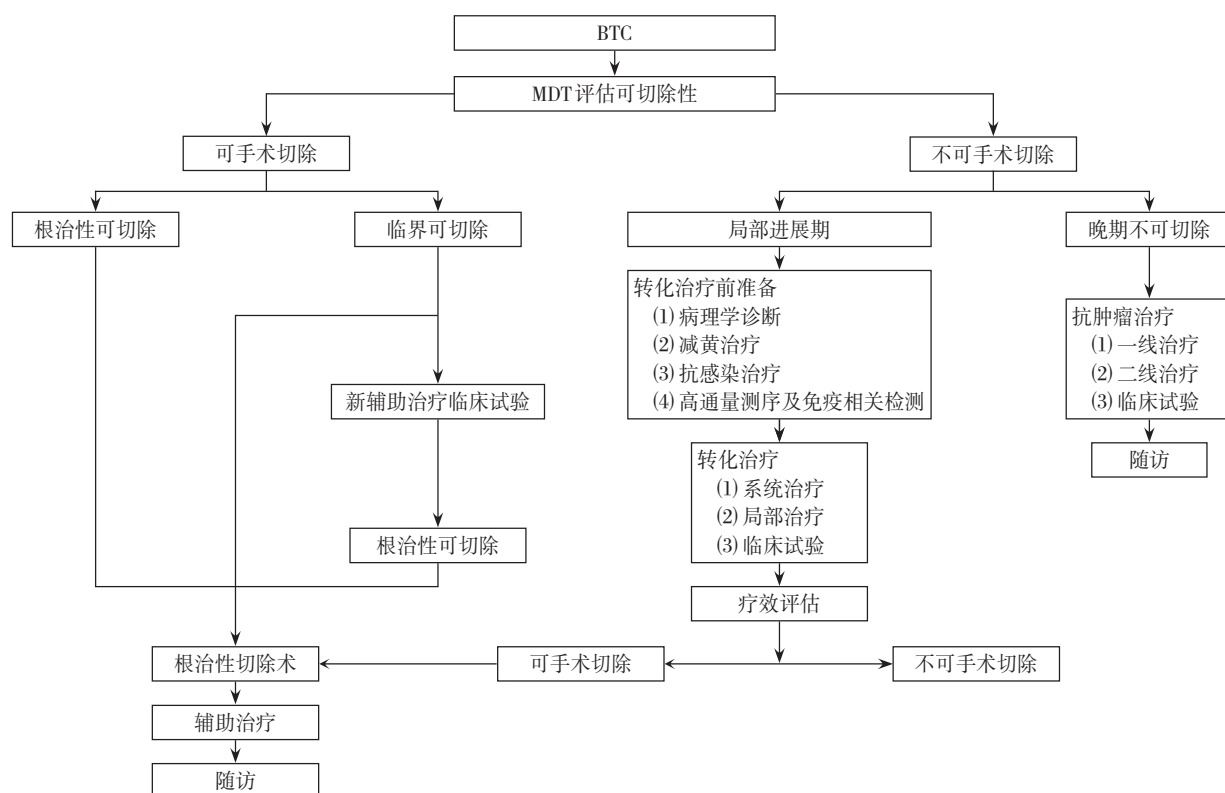 BTC
MDT评估可切除性
可手术切除
不可手术切除
根治性可切除
临界可切除
局部进展期
晚期不可切除
转化治疗前准备
(1)病理学诊断
(2)减黄治疗
(3)抗感染治疗
(4)高通量测序及免疫相关检测
抗肿瘤治疗
(1)一线治疗
(2)二线治疗
(3)临床试验
新辅助治疗临床试验
随访
转化治疗
(1)系统治疗
(2)局部治疗
(3)临床试验
根治性可切除
疗效评估
根治性切除术
可手术切除
不可手术切除
辅助治疗
随访